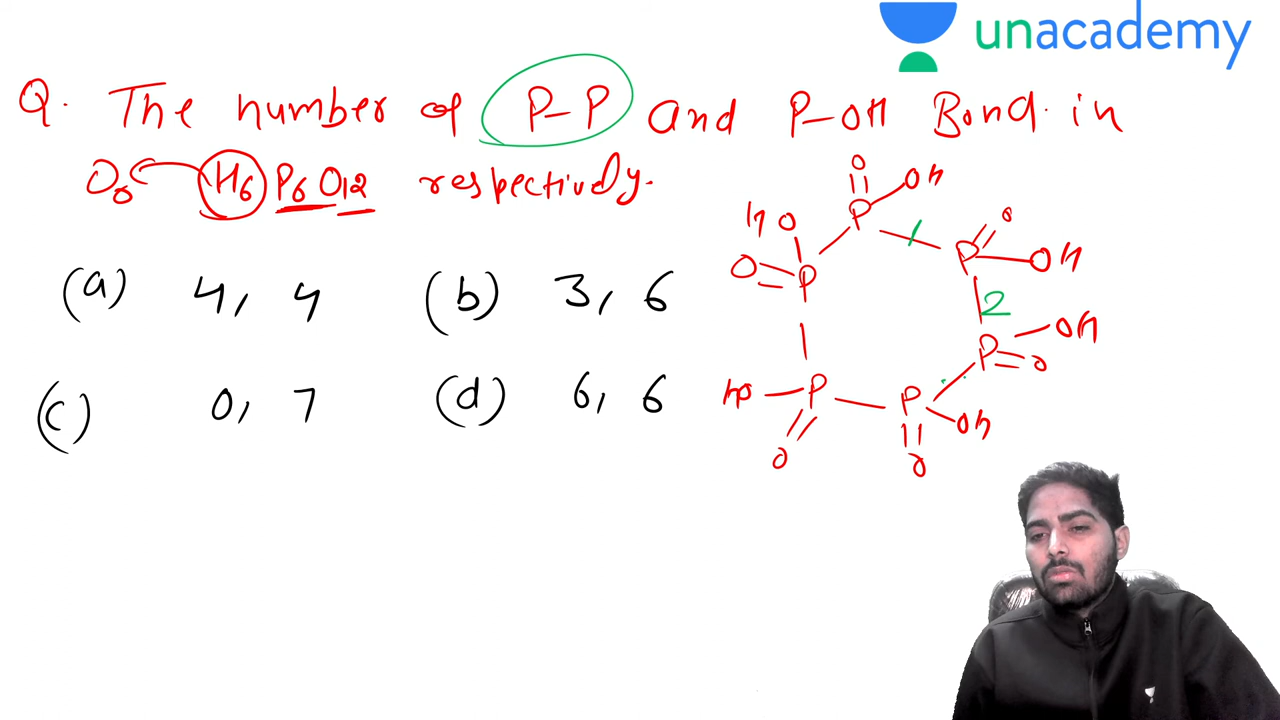 unacademy
Q. The number of P-P and P-OH Bond in
O6 H6 P6 O12 respectively.
(a) 4, 4 (b) 3, 6
(c) 0, 7 (d) 6, 6
O
OH
P
HO
O
P
P
O
OH
1
2
P
OH
O
HO
P
O
P
OH
O